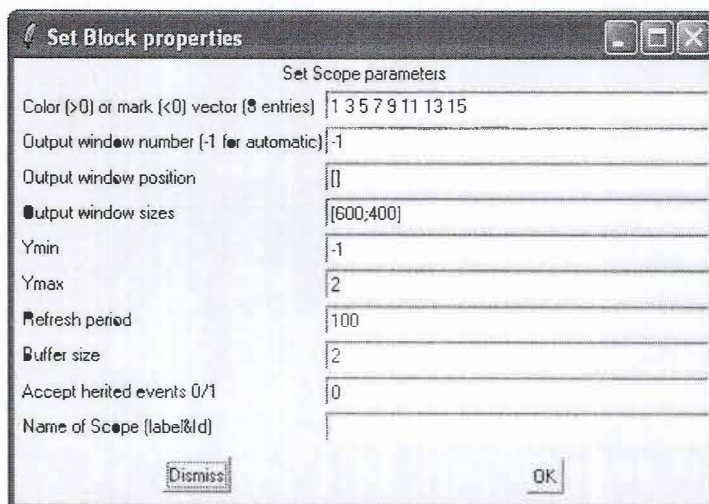 Set Block properties
Set Scope parameters
Color (>0) or mark (<0) vector (8 entries) 1 3 5 7 9 11 13 15
Output window number (-1 for automatic) -1
Output window position []
Output window sizes [600;400]
Ymin -1
Ymax 2
Refresh period 100
Buffer size 2
Accept herited events 0/1 0
Name of Scope (label&Id)
Dismiss OK